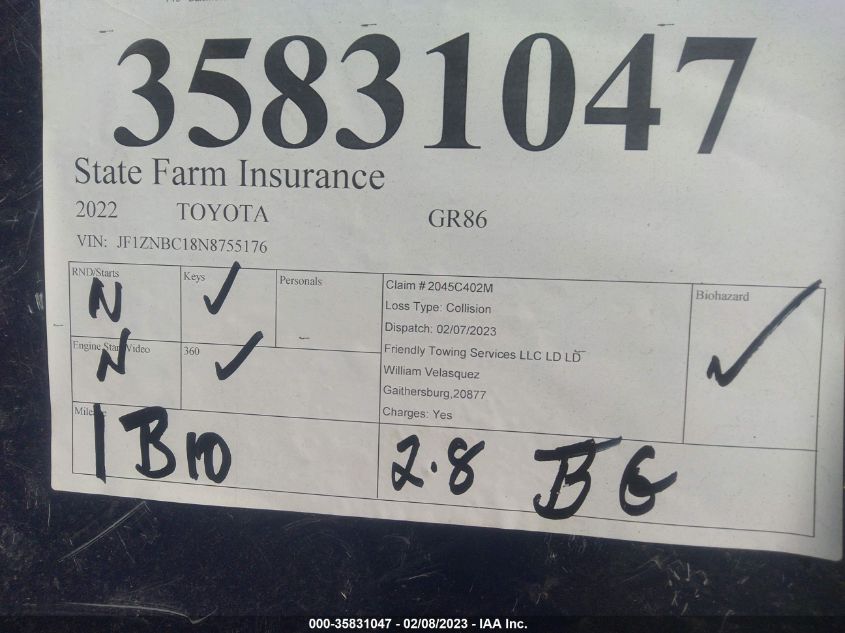 35831047
State Farm Insurance
2022 TOYOTA GR86
VIN: JF1ZNBC18N8755176
RND/Starts
N
Keys ✓
Personals
Engine Start Video
N
360 ✓
Claim # 2045C402M
Loss Type: Collision
Dispatch: 02/07/2023
Friendly Towing Services LLC LD LD
William Velasquez
Gaithersburg,20877
Charges: Yes
Biohazard
✓
1 Bio
2.8 BG
000-35831047 - 02/08/2023 - IAA Inc.